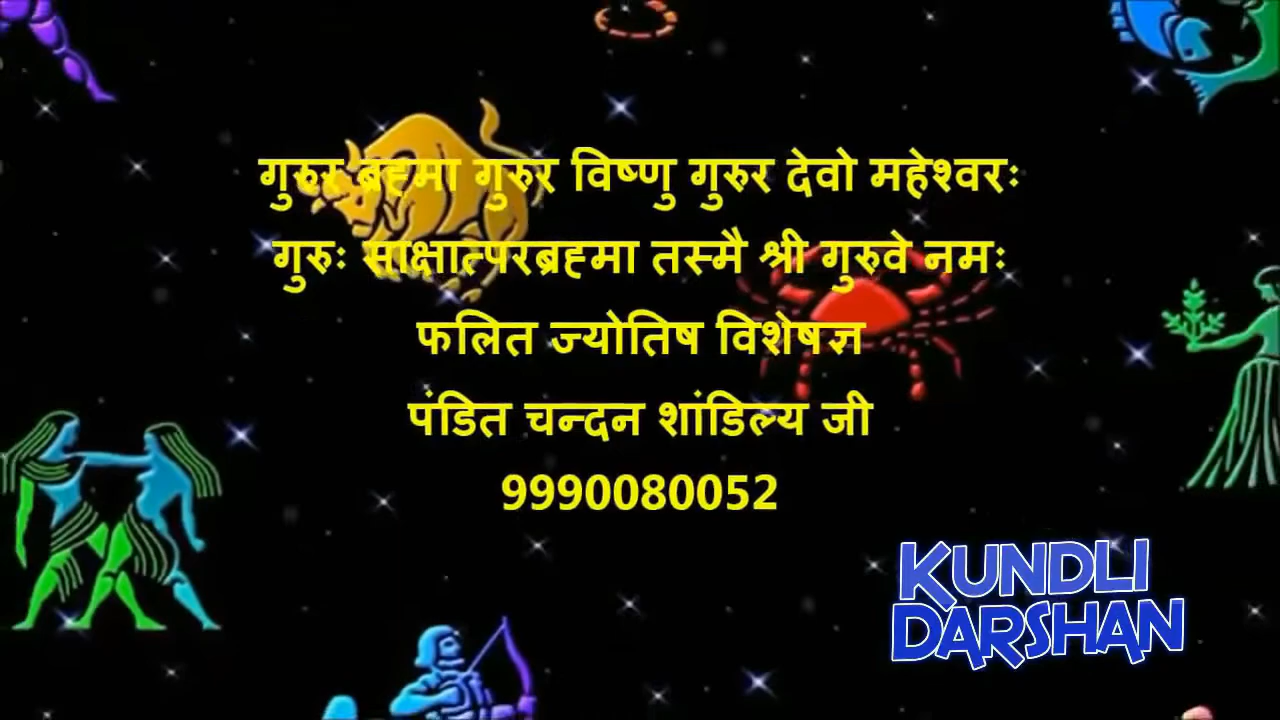 गुरुर ब्रह्मा गुरुर विष्णु गुरुर देवो महेश्वरः
गुरुः साक्षात्परब्रह्मा तस्मै श्री गुरुवे नमः
फलित ज्योतिष विशेषज्ञ
पंडित चन्दन शांडिल्य जी
9990080052
KUNDLI
DARSHAN